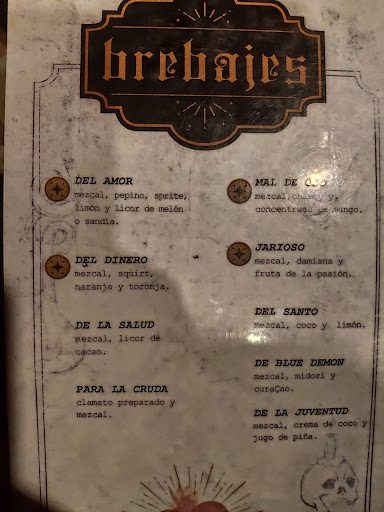 brebajes
DEL AMOR
mezcal, pepino, sprite,
limón y licor de melón
o sandia.
DEL DINERO
mezcal, squirt,
naranja y toronja.
DE LA SALUD
mezcal, licor de
cacao.
PARA LA CRUDA
clamato preparado y
mezcal.
MAL DE
mezcal, y
concentrado de mango.
JARIOSO
mezcal, damiana y
fruta de la pasión.
DEL SANTO
mezcal, coco y limón.
DE BLUE DEMON
mezcal, midori y
curaÇao.
DE LA JUVENTUD
mezcal, crema de coco y
jugo de piña.